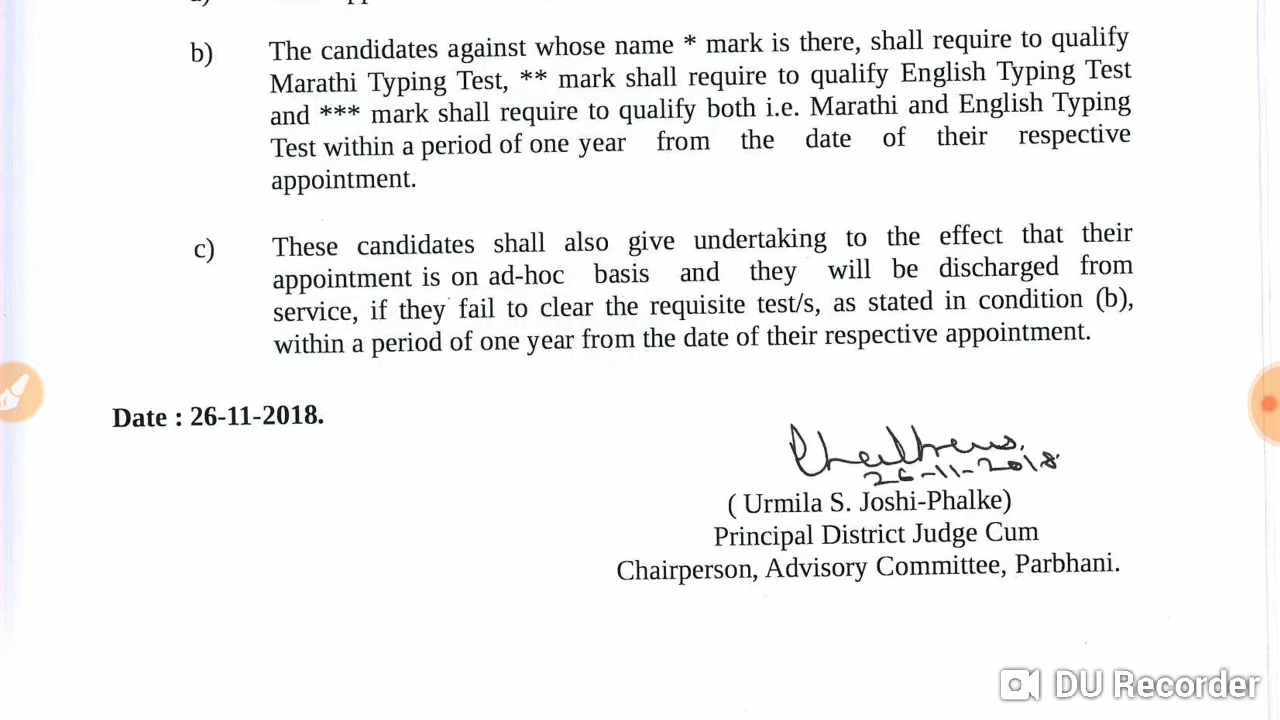 b) The candidates against whose name * mark is there, shall require to qualify
Marathi Typing Test, ** mark shall require to qualify English Typing Test
and *** mark shall require to qualify both i.e. Marathi and English Typing
Test within a period of one year from the date of their respective
appointment.
c) These candidates shall also give undertaking to the effect that their
appointment is on ad-hoc basis and they will be discharged from
service, if they fail to clear the requisite test/s, as stated in condition (b),
within a period of one year from the date of their respective appointment.
Date : 26-11-2018.
26-11-2018
( Urmila S. Joshi-Phalke)
Principal District Judge Cum
Chairperson, Advisory Committee, Parbhani.
DU Recorder